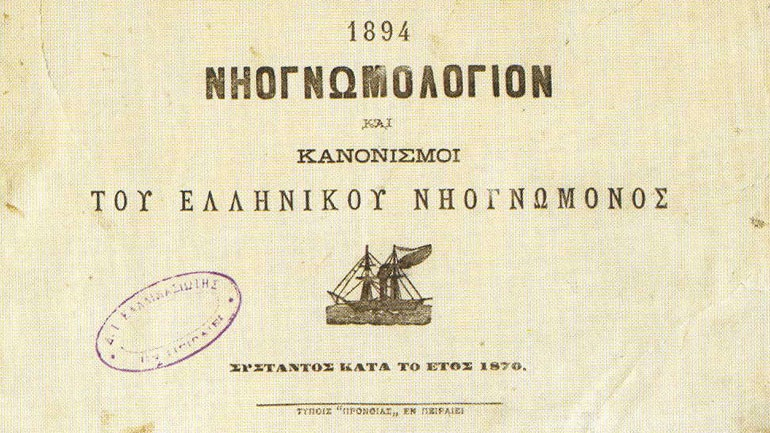 1894
ΝΗΟΓΝΩΜΟΛΟΓΙΟΝ
ΚΑΙ
ΚΑΝΟΝΙΣΜΟΙ
ΤΟΥ ΕΛΛΗΝΙΚΟΥ ΝΗΟΓΝΩΜΟΝΟΣ
ΣΥΣΤΑΝΤΟΣ ΚΑΤΑ ΤΟ ΕΤΟΣ 1870.
ΤΥΠΟΙΣ "ΠΡΟΝΟΙΑΣ" ΕΝ ΠΕΙΡΑΙΕΙ